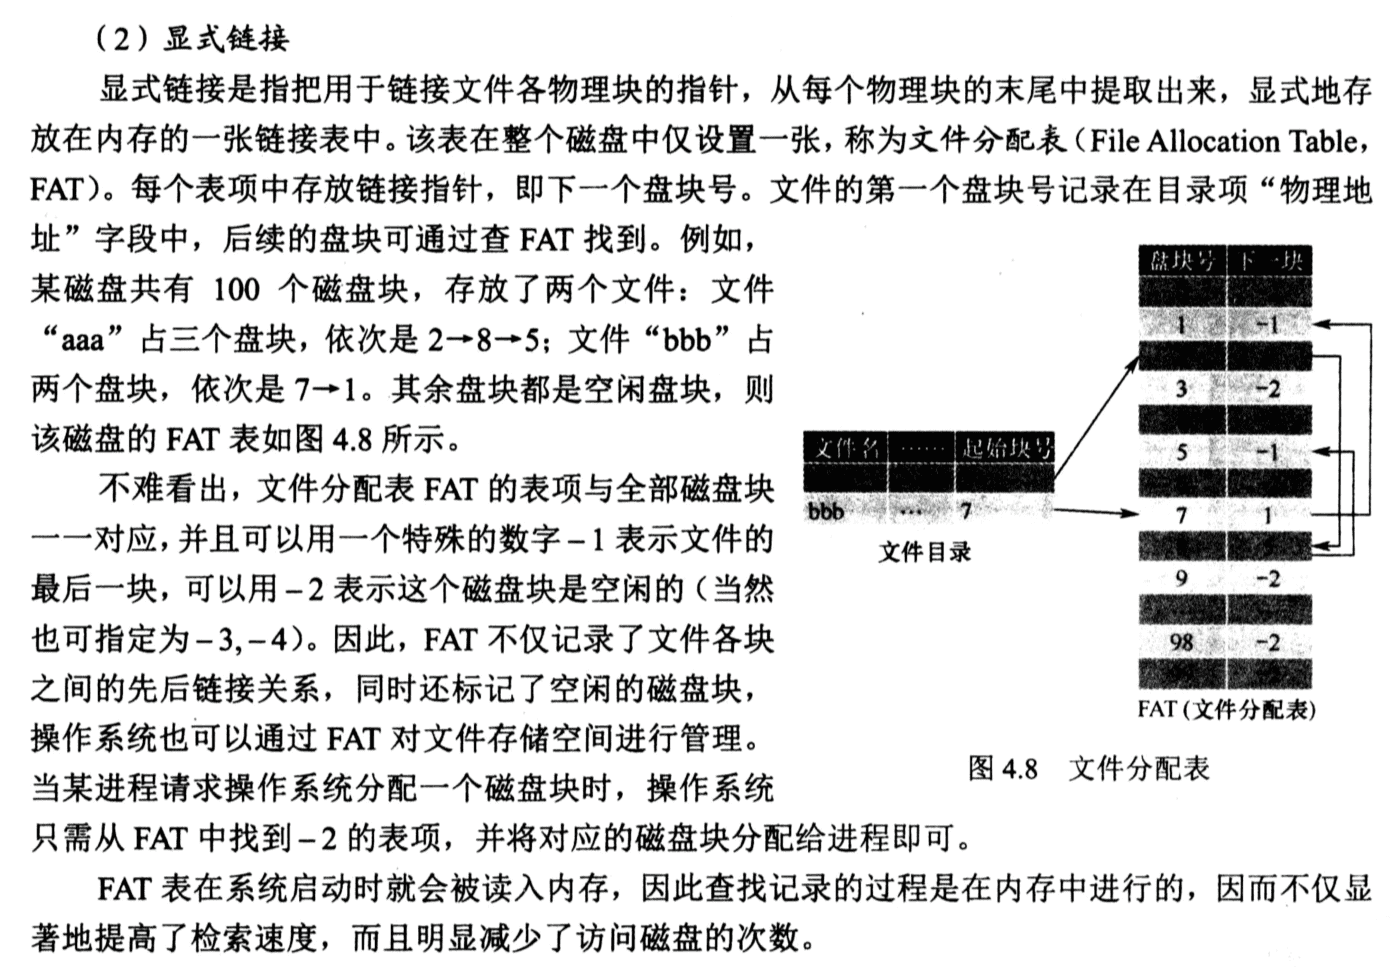 （2）显式链接
显式链接是指把用于链接文件各物理块的指针，从每个物理块的末尾中提取出来，显式地存
放在内存的一张链接表中。该表在整个磁盘中仅设置一张，称为文件分配表（File Allocation Table，
FAT）。每个表项中存放链接指针，即下一个盘块号。文件的第一个盘块号记录在目录项“物理地
址”字段中，后续的盘块可通过查 FAT 找到。例如，
某磁盘共有 100 个磁盘块，存放了两个文件：文件
“aaa”占三个盘块，依次是 2→8→5；文件“bbb”占
两个盘块，依次是 7→1。其余盘块都是空闲盘块，则
该磁盘的 FAT 表如图 4.8 所示。
不难看出，文件分配表 FAT 的表项与全部磁盘块
一一对应，并且可以用一个特殊的数字－1 表示文件的
最后一块，可以用－2 表示这个磁盘块是空闲的（当然
也可指定为－3,－4）。因此，FAT 不仅记录了文件各块
之间的先后链接关系，同时还标记了空闲的磁盘块，
操作系统也可以通过 FAT 对文件存储空间进行管理。
当某进程请求操作系统分配一个磁盘块时，操作系统
只需从 FAT 中找到－2 的表项，并将对应的磁盘块分配给进程即可。
FAT 表在系统启动时就会被读入内存，因此查找记录的过程是在内存中进行的，因而不仅显
著地提高了检索速度，而且明显减少了访问磁盘的次数。
文件名 …… 起始块号
bbb … 7
文件目录
盘块号 下一块
1 -1
3 -2
5 -1
7 1
9 -2
98 -2
FAT (文件分配表)
图 4.8 文件分配表